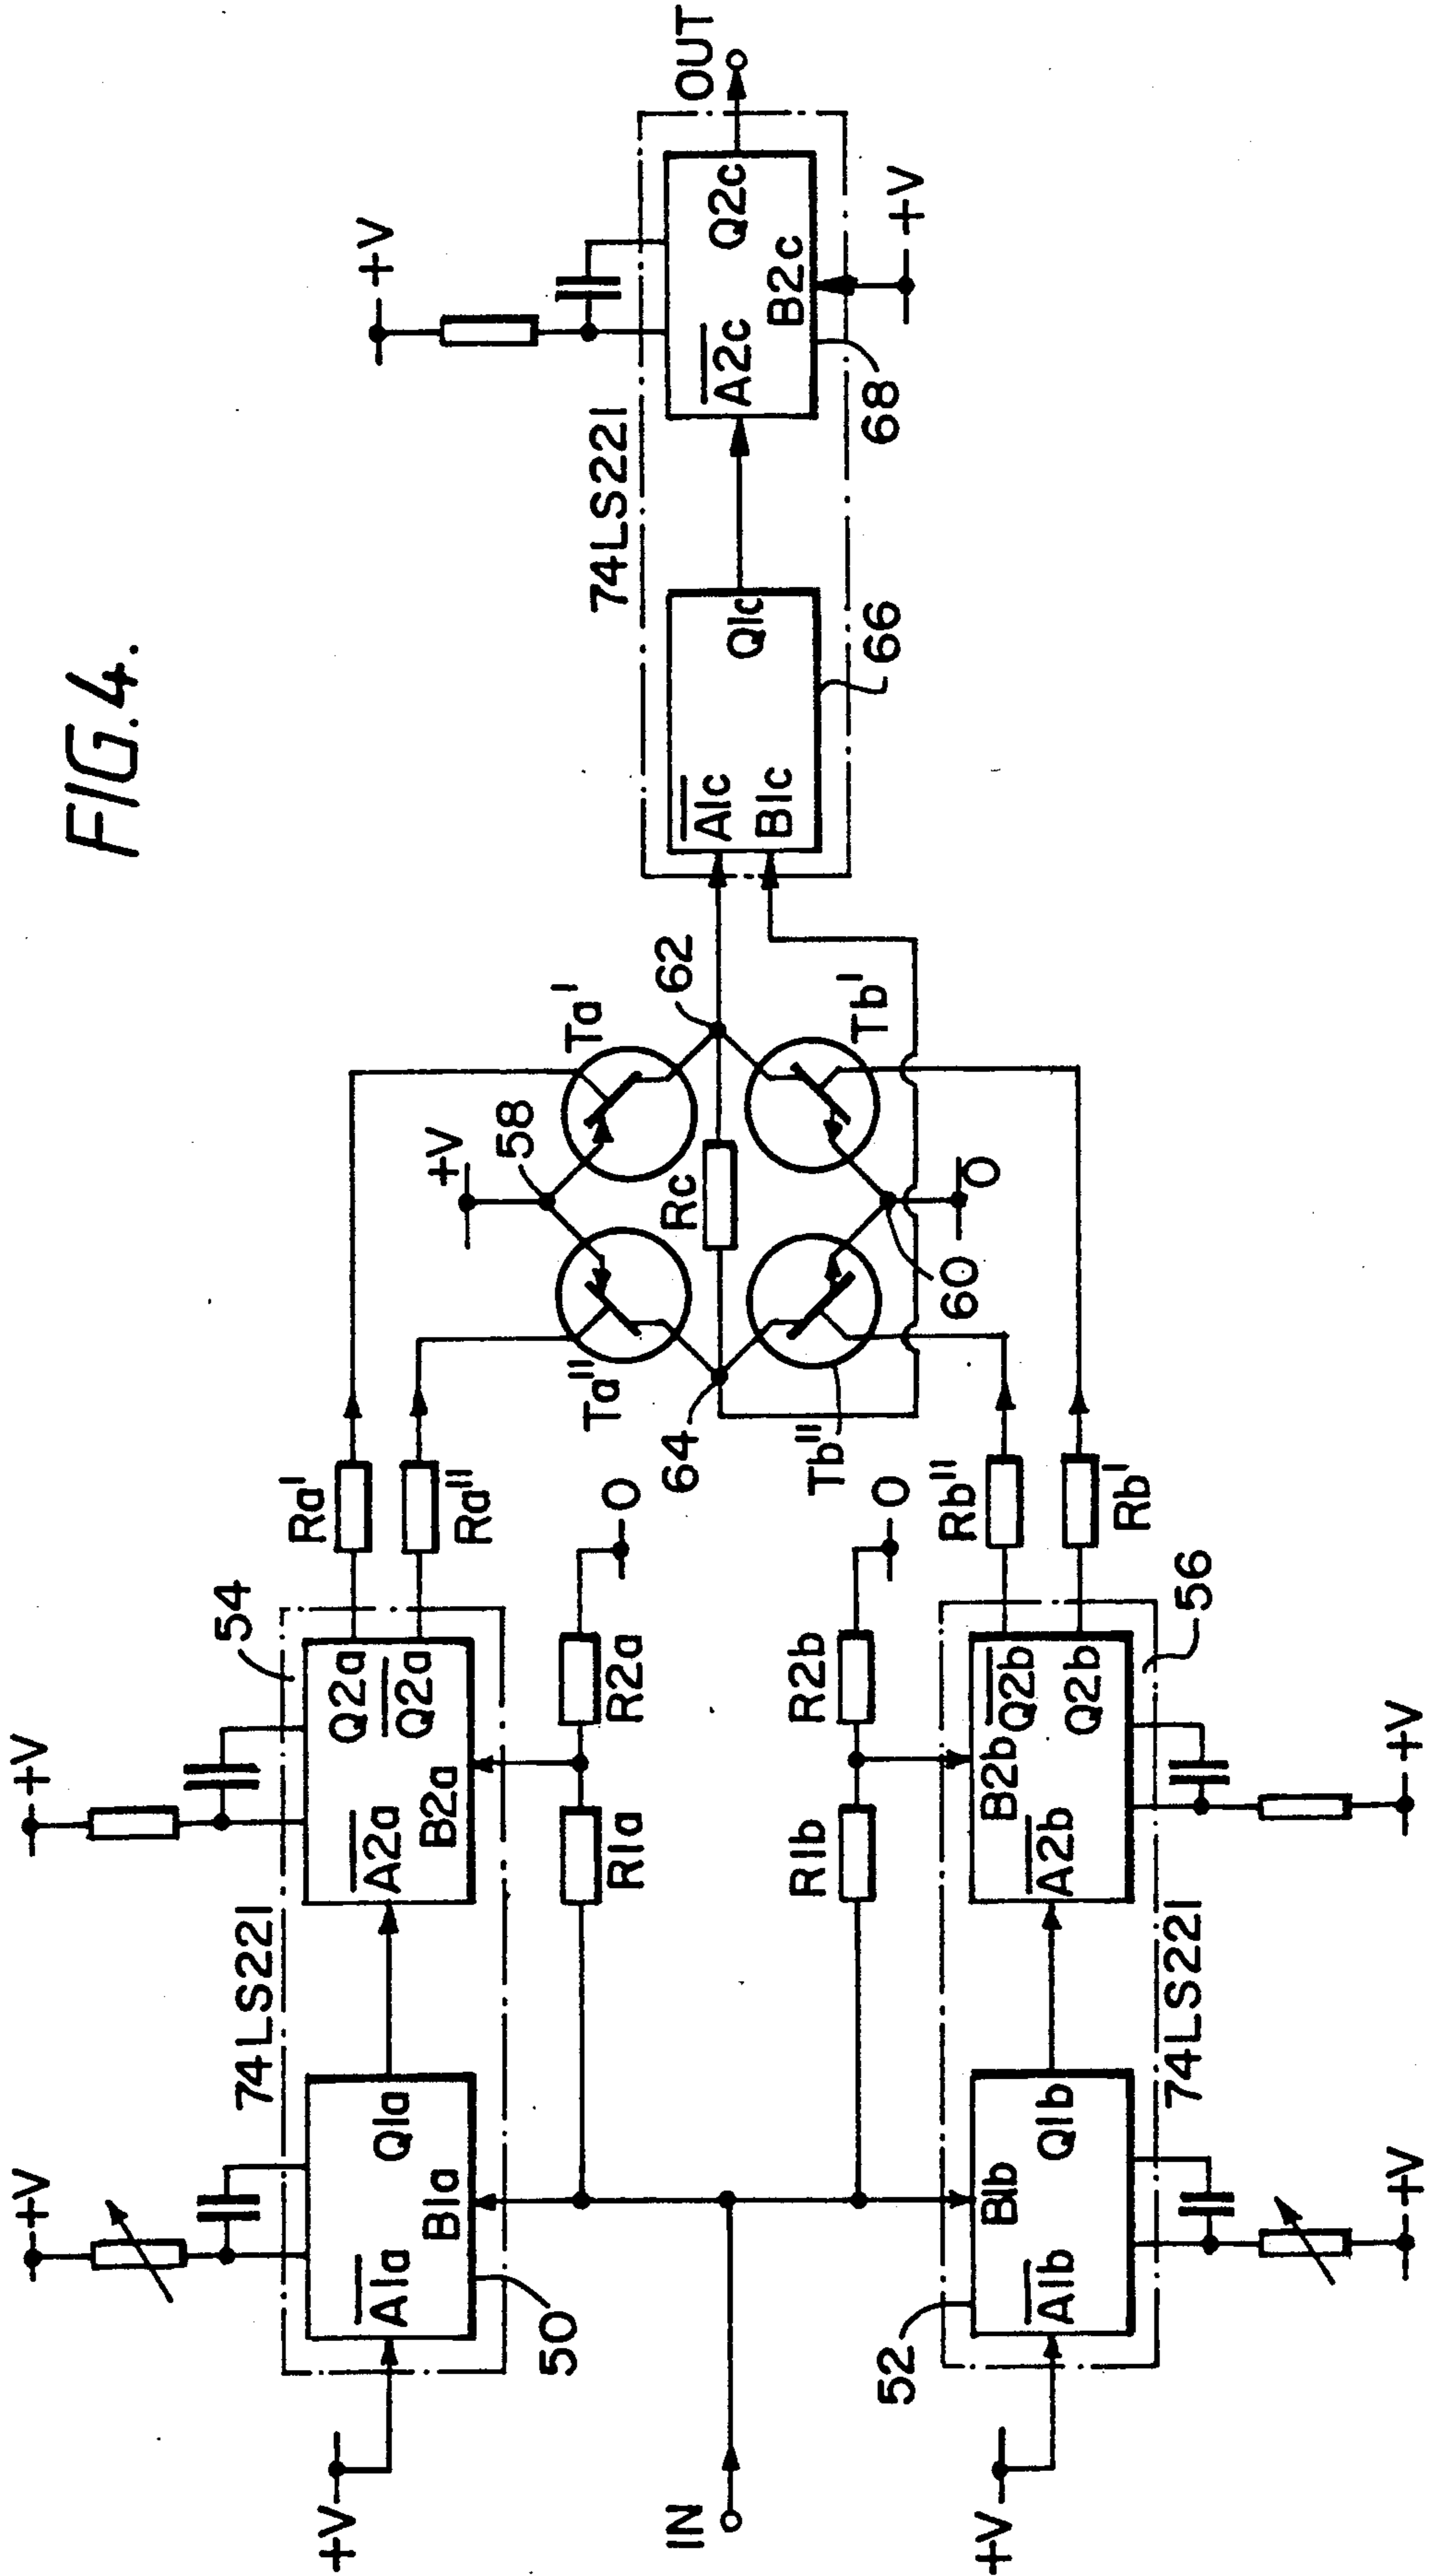 FIG.4.
+V
+V
+V
50
A1a
B1a
Q1a
74LS221
54
A2a
B2a
Q2a
Q2a
+V
Ra'
Ra"
R1a
R2a
0
IN
R1b
R2b
0
+V
52
A1b
B1b
Q1b
+V
74LS221
56
A2b
B2b
Q2b
Q2b
+V
Rb"
Rb'
+V
58
Ta"
Ta'
64
Rc
62
Tb"
Tb'
60
0
74LS221
A1c
B1c
Q1c
66
+V
A2c
B2c
Q2c
68
+V
OUT